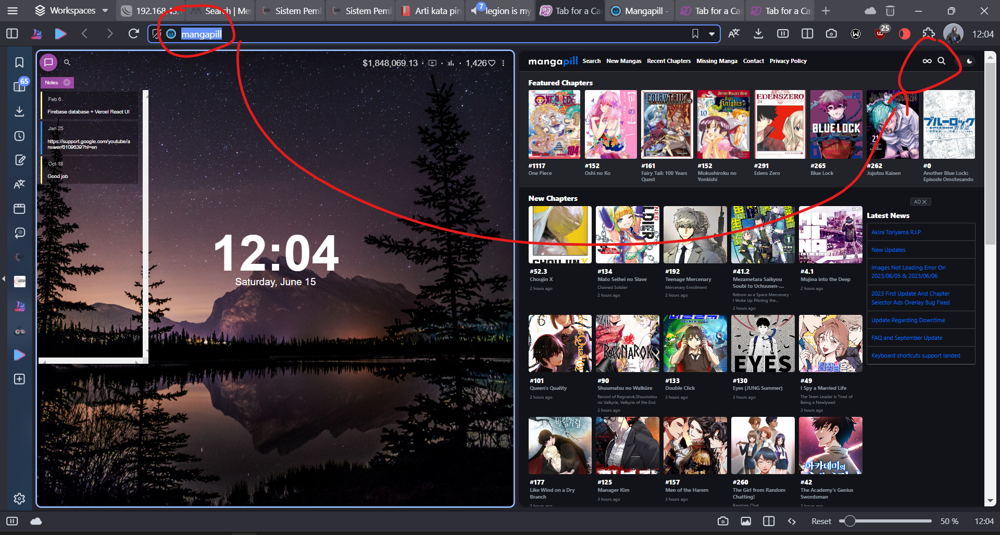 Workspaces
192.168.43.
Search | Me
Sistem Pemb
Sistem Pemb
Arti kata pin
7
legion is my
Tab for a Ca
Mangapill -
Tab for a Ca
Tab for a Ca
mangapill
25
12:04
65
$1,848,069.13
1,426
Notes
Feb 6
Firebase database + Vercel React UI
Jan 25
https://support.google.com/youtube/a
nswer/6109639?hl=en
Oct 18
Good job
12:04
Saturday, June 15
mangapill
Search
New Mangas
Recent Chapters
Missing Manga
Contact
Privacy Policy
Featured Chapters
#1117
One Piece
#152
Oshi no Ko
#161
Fairy Tail: 100 Years
Quest
#152
Mokushiroku no
Yonkishi
#291
Edens Zero
#265
Blue Lock
#262
Jujutsu Kaisen
#0
Another Blue Lock:
Episode Omotesando
New Chapters
#52.3
Choujin X
2 hours ago
#134
Mato Seihei no Slave
Chained Soldier
2 hours ago
#192
Teenage Mercenary
Mercenary Enrollment
2 hours ago
#41.2
Mezametara Saikyou
Soubi to Uchuusen-...
Reborn as a Space Mercenary -
I Woke Up Piloting the...
2 hours ago
#4.1
Mujina into the Deep
2 hours ago
#101
Queen's Quality
2 hours ago
#90
Shuumatsu no Walküre
Record of Ragnarok,Shuumatsu
no Valkyrie, Valkyrie of the End
2 hours ago
#133
Double Click
3 hours ago
#130
Eyes (JUNG Summer)
3 hours ago
#49
I Spy a Married Life
The Team Leader Is Tired of
Being a Newlywed
3 hours ago
#177
Like Wind on a Dry
Branch
3 hours ago
#125
Manager Kim
3 hours ago
#157
Men of the Harem
3 hours ago
#260
The Girl from Random
Chatting!
Random Chat
#42
The Academy's Genius
Swordsman
3 hours ago
AD
Latest News
Akira Toriyama R.I.P
New Updates
Images Not Loading Error On
2023/06/05 & 2023/06/06
2023 First Update And Chapter
Selector Ads Overlay Bug Fixed
Update Regarding Downtime
FAQ and September Update
Keyboard shortcuts support landed
Reset
50 %
12:04